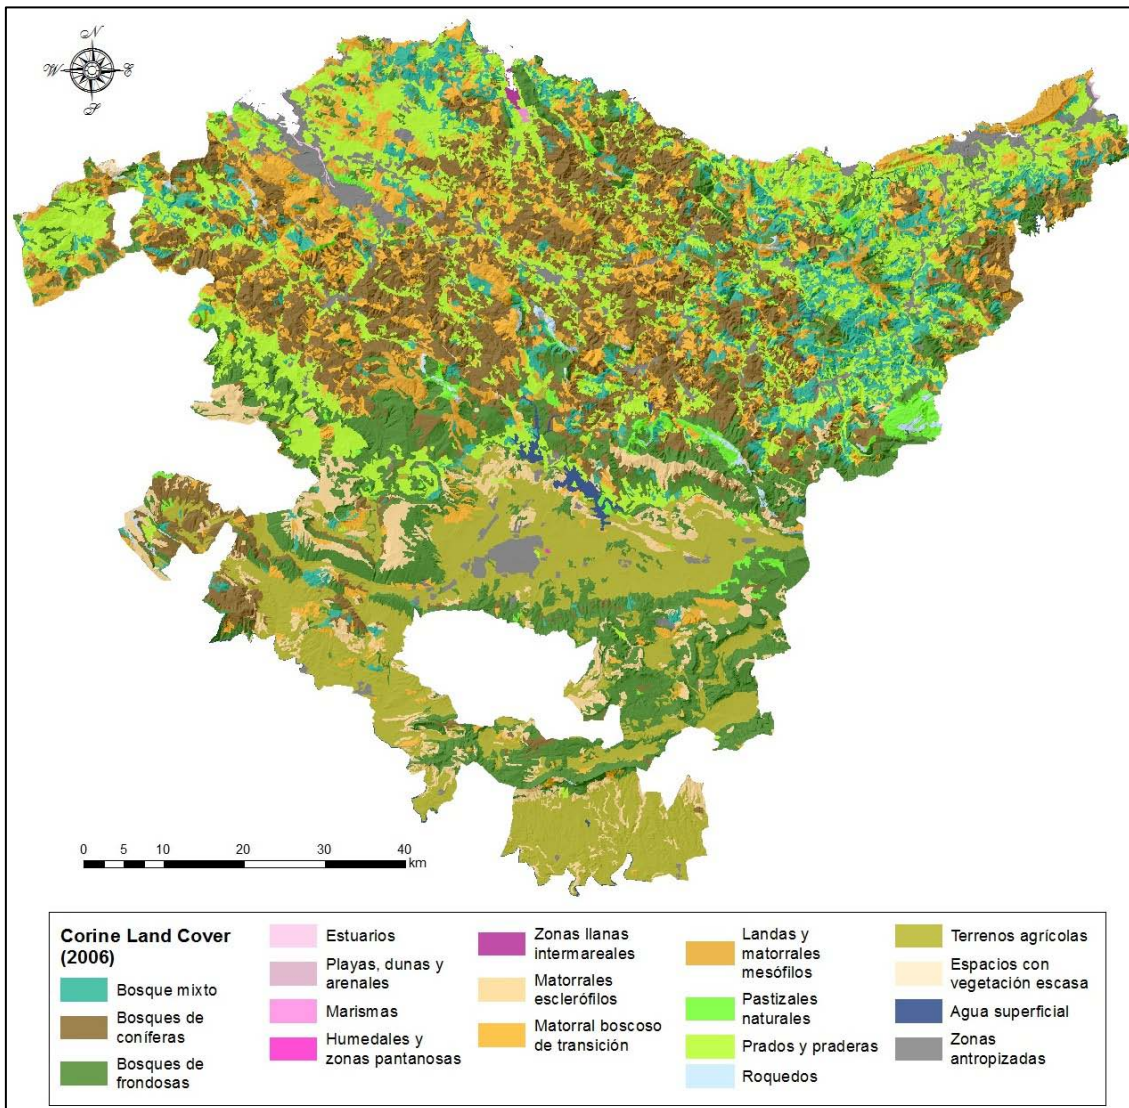 N
W E
S
0 5 10 20 30 40
km
Corine Land Cover
(2006)
Bosque mixto
Bosques de
coníferas
Bosques de
frondosas
Estuarios
Playas, dunas y
arenales
Marismas
Humedales y
zonas pantanosas
Zonas llanas
intermareales
Matorrales
esclerófilos
Matorral boscoso
de transición
Landas y
matorrales
mesófilos
Pastizales
naturales
Prados y praderas
Roquedos
Terrenos agrícolas
Espacios con
vegetación escasa
Agua superficial
Zonas
antropizadas